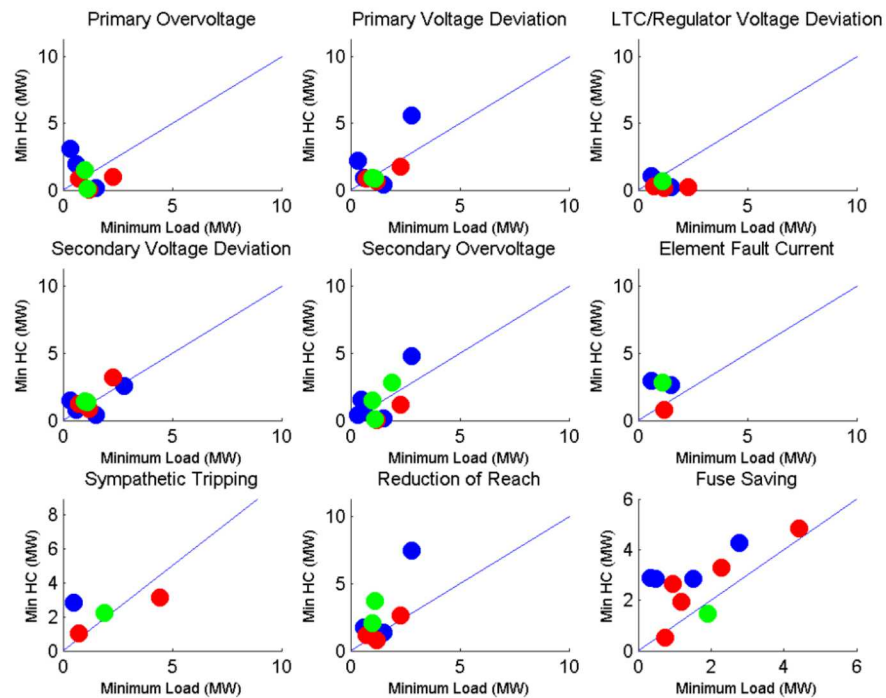 Primary Overvoltage
Primary Voltage Deviation
LTC/Regulator Voltage Deviation
10
5
0
0
5
10
Min HC (MW)
Minimum Load (MW)
10
5
0
0
5
10
Min HC (MW)
Minimum Load (MW)
10
5
0
0
5
10
Min HC (MW)
Minimum Load (MW)
Secondary Voltage Deviation
Secondary Overvoltage
Element Fault Current
10
5
0
0
5
10
Min HC (MW)
Minimum Load (MW)
10
5
0
0
5
10
Min HC (MW)
Minimum Load (MW)
10
5
0
0
5
10
Min HC (MW)
Minimum Load (MW)
Sympathetic Tripping
Reduction of Reach
Fuse Saving
8
6
4
2
0
0
5
10
Min HC (MW)
Minimum Load (MW)
10
5
0
0
5
10
Min HC (MW)
Minimum Load (MW)
6
4
2
0
0
2
4
6
Min HC (MW)
Minimum Load (MW)